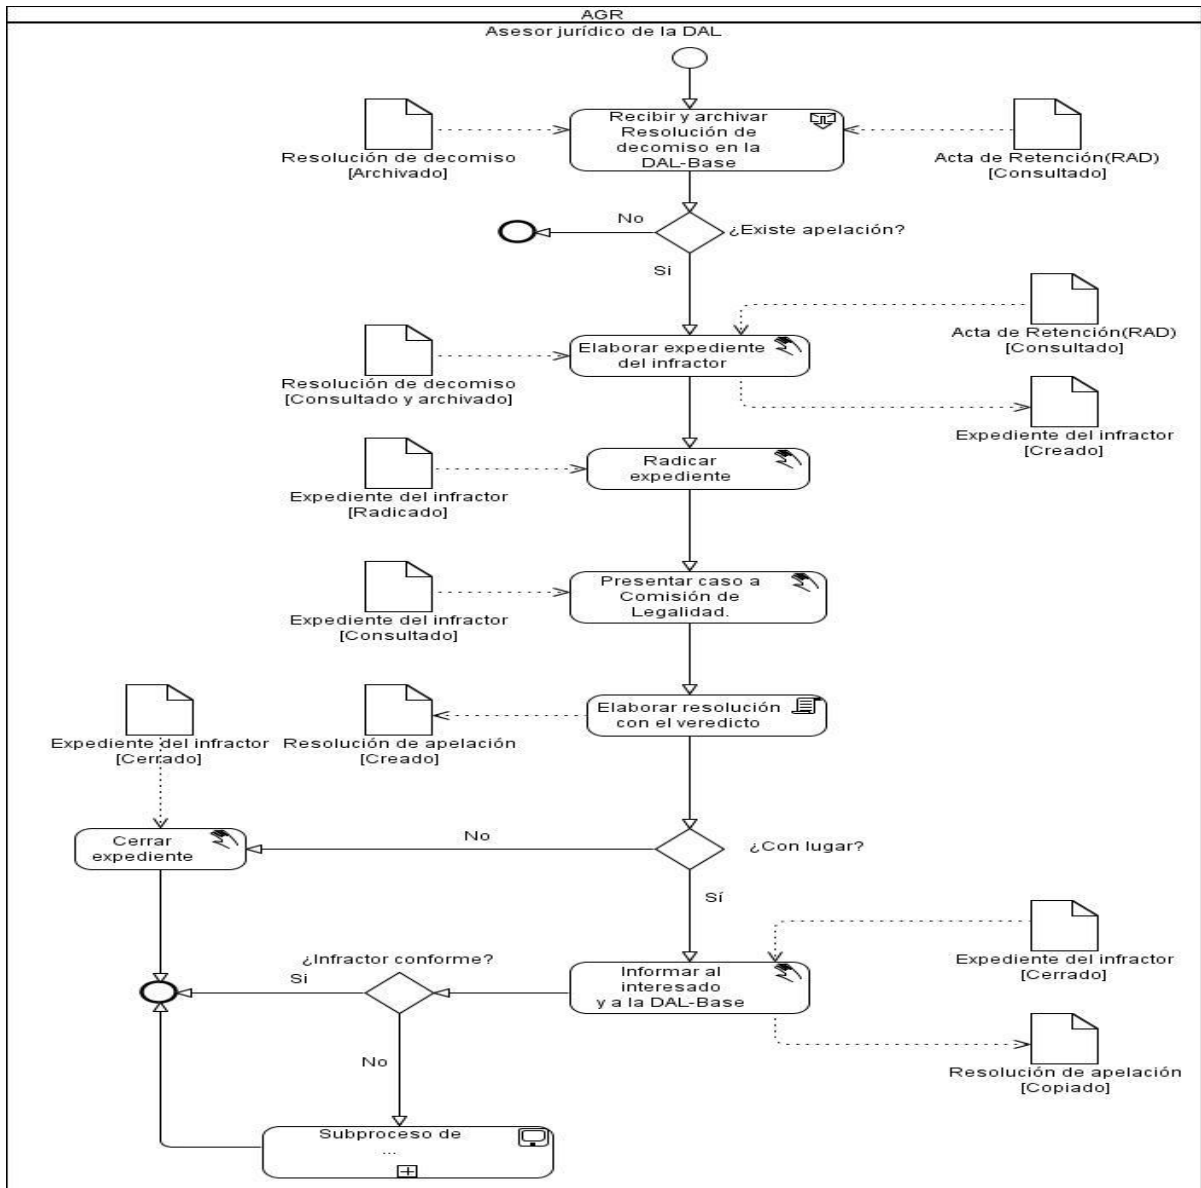 AGR
Asesor jurídico de la DAL
Recibir y archivar
Resolución de
decomiso en la
DAL-Base
Resolución de decomiso
[Archivado]
Acta de Retención(RAD)
[Consultado]
No
¿Existe apelación?
Si
Acta de Retención(RAD)
[Consultado]
Elaborar expediente
del infractor
Resolución de decomiso
[Consultado y archivado]
Expediente del infractor
[Creado]
Radicar
expediente
Expediente del infractor
[Radicado]
Presentar caso a
Comisión de
Legalidad.
Expediente del infractor
[Consultado]
Elaborar resolución
con el veredicto
Expediente del infractor
[Cerrado]
Resolución de apelación
[Creado]
Cerrar
expediente
No
¿Con lugar?
Sí
Expediente del infractor
[Cerrado]
¿Infractor conforme?
Si
Informar al
interesado
y a la DAL-Base
No
Resolución de apelación
[Copiado]
Subproceso de
...